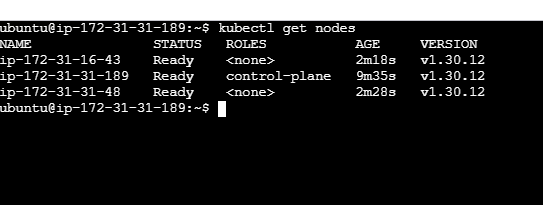 ubuntu@ip-172-31-31-189:~$ kubectl get nodes
NAME               STATUS   ROLES           AGE     VERSION
ip-172-31-16-43    Ready    <none>          2m18s   v1.30.12
ip-172-31-31-189   Ready    control-plane   9m35s   v1.30.12
ip-172-31-31-48    Ready    <none>          2m28s   v1.30.12
ubuntu@ip-172-31-31-189:~$